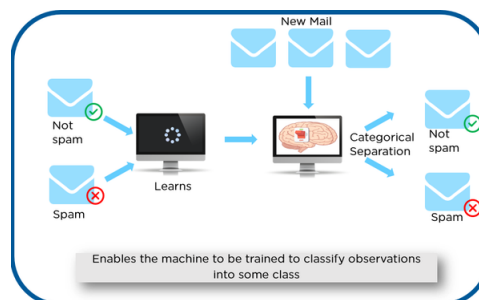 New Mail
Not
spam
Spam
Learns
Categorical
Separation
Not
spam
Spam
Enables the machine to be trained to classify observations
into some class